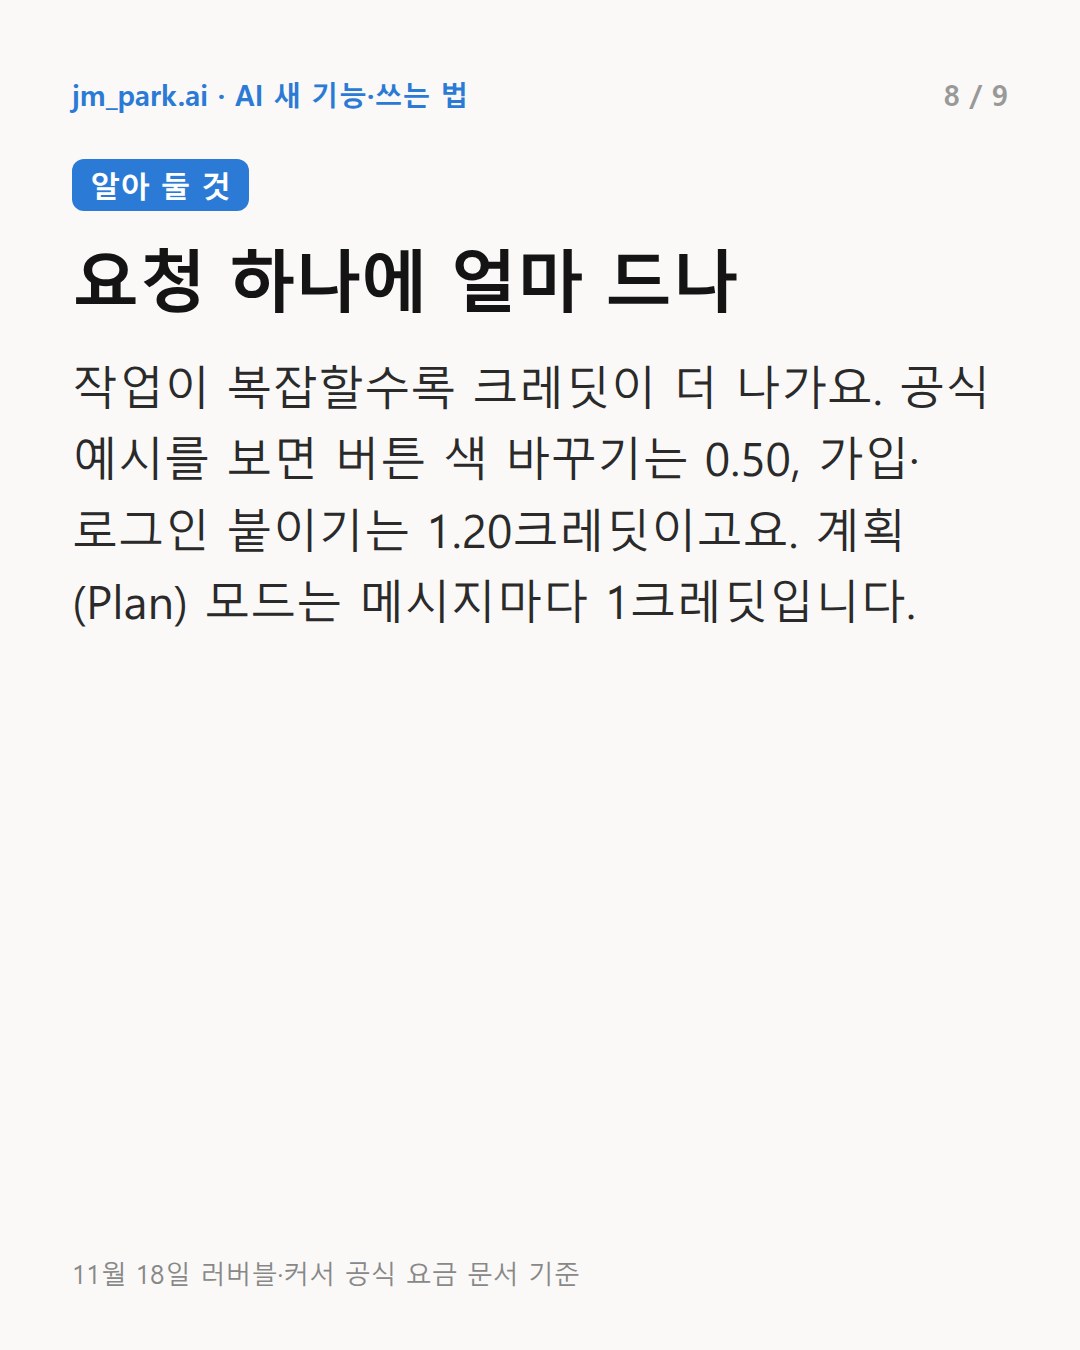 jm_park.ai · AI 새 기능·쓰는 법
8 / 9
알아 둘 것
요청 하나에 얼마 드나
작업이 복잡할수록 크레딧이 더 나가요. 공식
예시를 보면 버튼 색 바꾸기는 0.50, 가입·
로그인 붙이기는 1.20크레딧이고요. 계획
(Plan) 모드는 메시지마다 1크레딧입니다.
11월 18일 러버블·커서 공식 요금 문서 기준